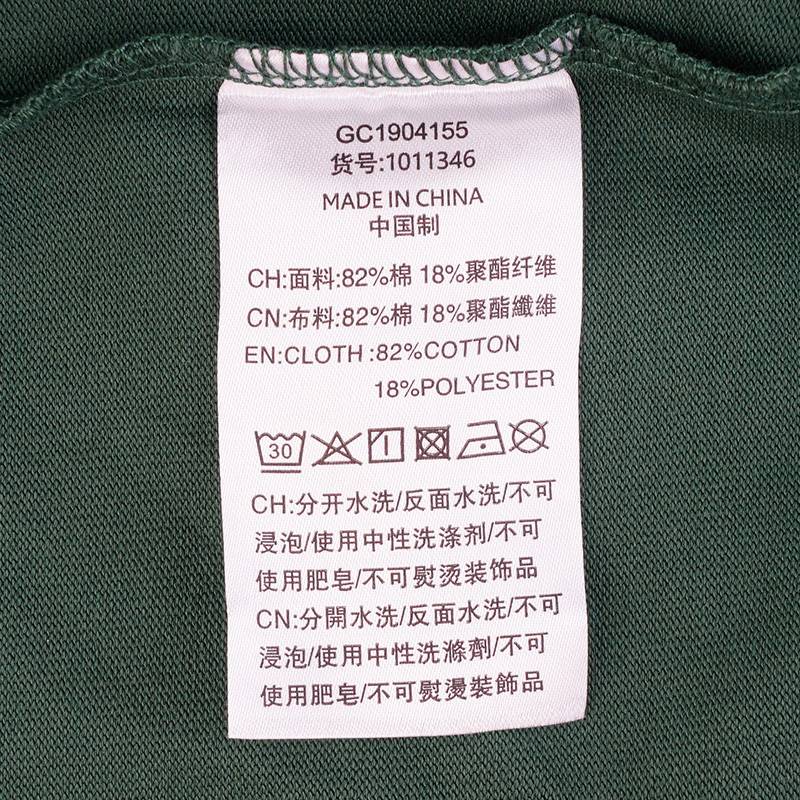 GC1904155
货号:1011346
MADE IN CHINA
中国制
CH:面料:82%棉 18%聚酯纤维
CN:布料:82%棉 18%聚酯纖維
EN:CLOTH :82%COTTON
18%POLYESTER
30
CH:分开水洗/反面水洗/不可
浸泡/使用中性洗涤剂/不可
使用肥皂/不可熨烫装饰品
CN:分開水洗/反面水洗/不可
浸泡/使用中性洗滌劑/不可
使用肥皂/不可熨燙裝飾品